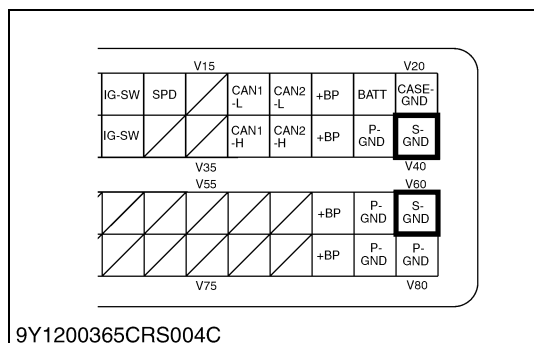 V15 V20
IG-SW SPD CAN1 -L CAN2 -L +BP BATT CASE- GND
IG-SW CAN1 -H CAN2 -H +BP P- GND S- GND
V35 V40
V55 V60
+BP P- GND S- GND
+BP P- GND P- GND
V75 V80
9Y1200365CRS004C